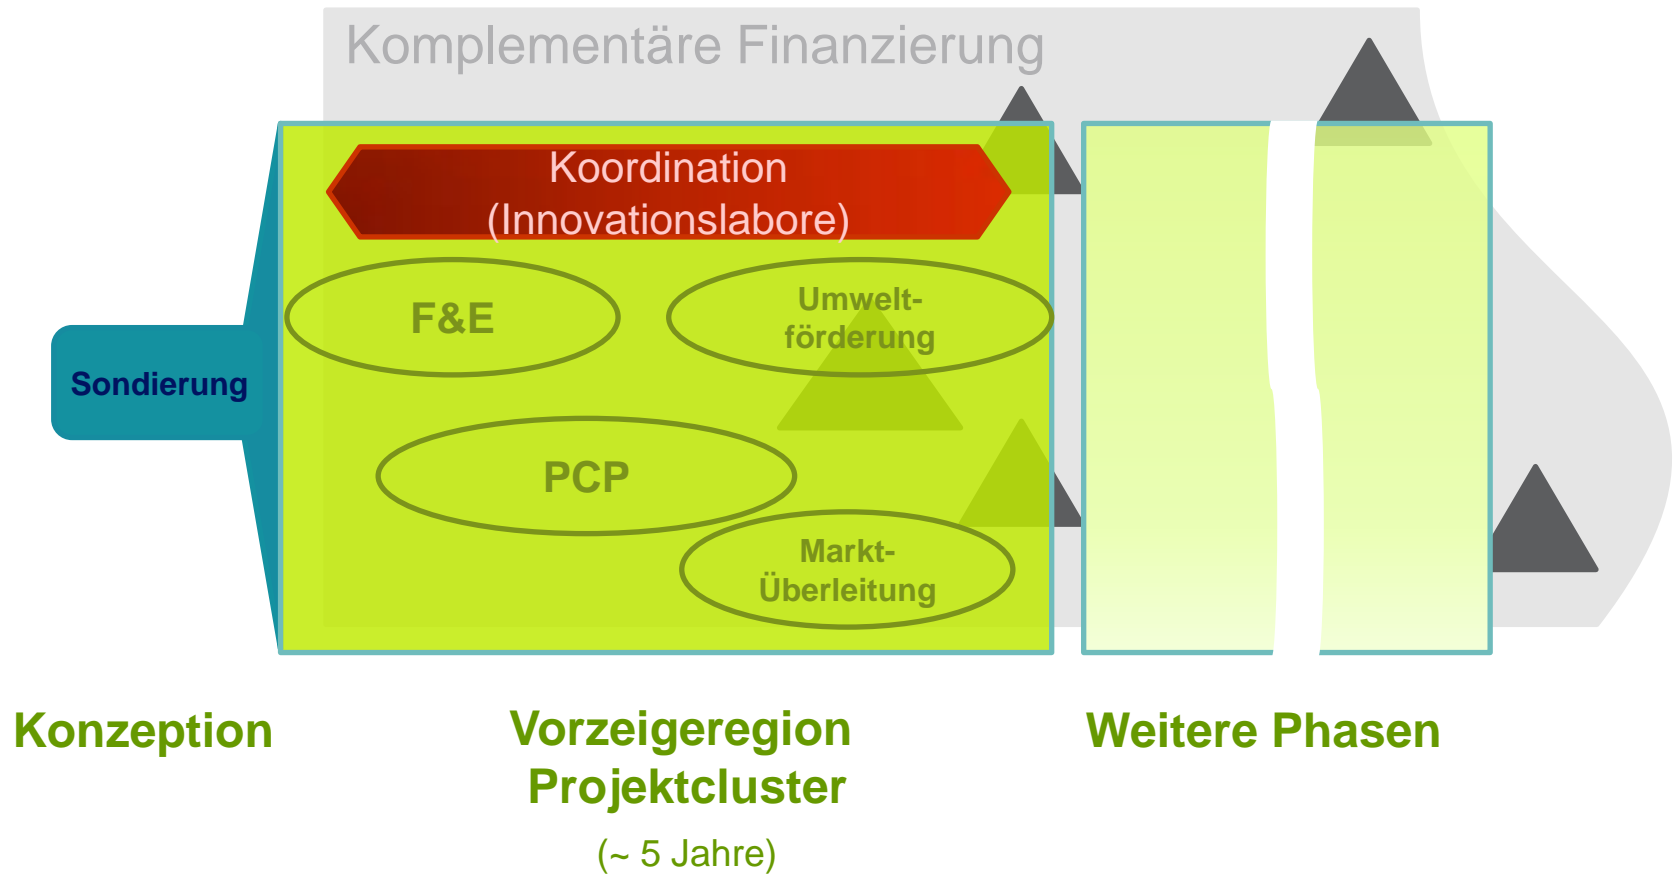 Komplementäre Finanzierung
Koordination
(Innovationslabore)
F&E
Umwelt-
förderung
Sondierung
PCP
Markt-
Überleitung
Konzeption
Vorzeigeregion
Projektcluster
(~ 5 Jahre)
Weitere Phasen